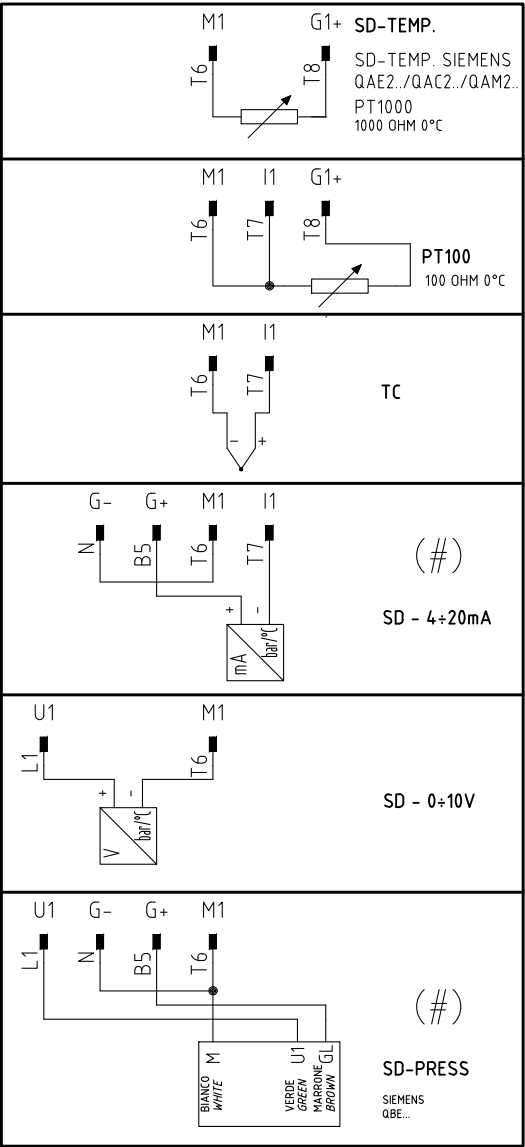 M1 G1+ SD-TEMP.
T6 T8
SD-TEMP. SIEMENS
QAE2../QAC2../QAM2..
PT1000
1000 OHM 0°C
M1 I1 G1+
T6 T7 T8
PT100
100 OHM 0°C
M1 I1
T6 T7
TC
- +
G- G+ M1 I1
N B5 T6 T7
(#)
+ -
SD - 4÷20mA
mA bar/°C
U1 M1
L1 T6
+ -
SD - 0÷10V
V bar/°C
U1 G- G+ M1
L1 N B5 T6
(#)
M U1 GL
BIANCO
WHITE
VERDE
GREEN
MARRONE
BROWN
SD-PRESS
SIEMENS
QBE...